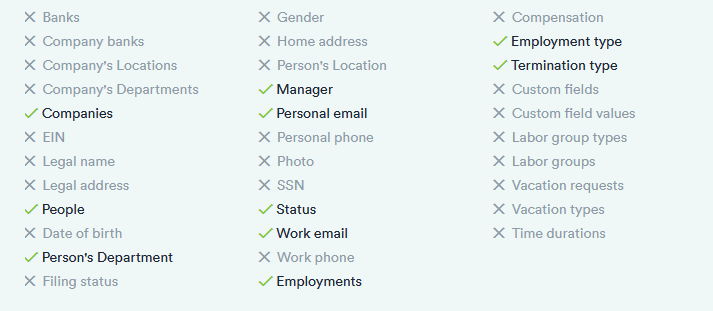 Banks
Company banks
Company's Locations
Company's Departments
Companies
EIN
Legal name
Legal address
People
Date of birth
Person's Department
Filing status
Gender
Home address
Person's Location
Manager
Personal email
Personal phone
Photo
SSN
Status
Work email
Work phone
Employments
Compensation
Employment type
Termination type
Custom fields
Custom field values
Labor group types
Labor groups
Vacation requests
Vacation types
Time durations